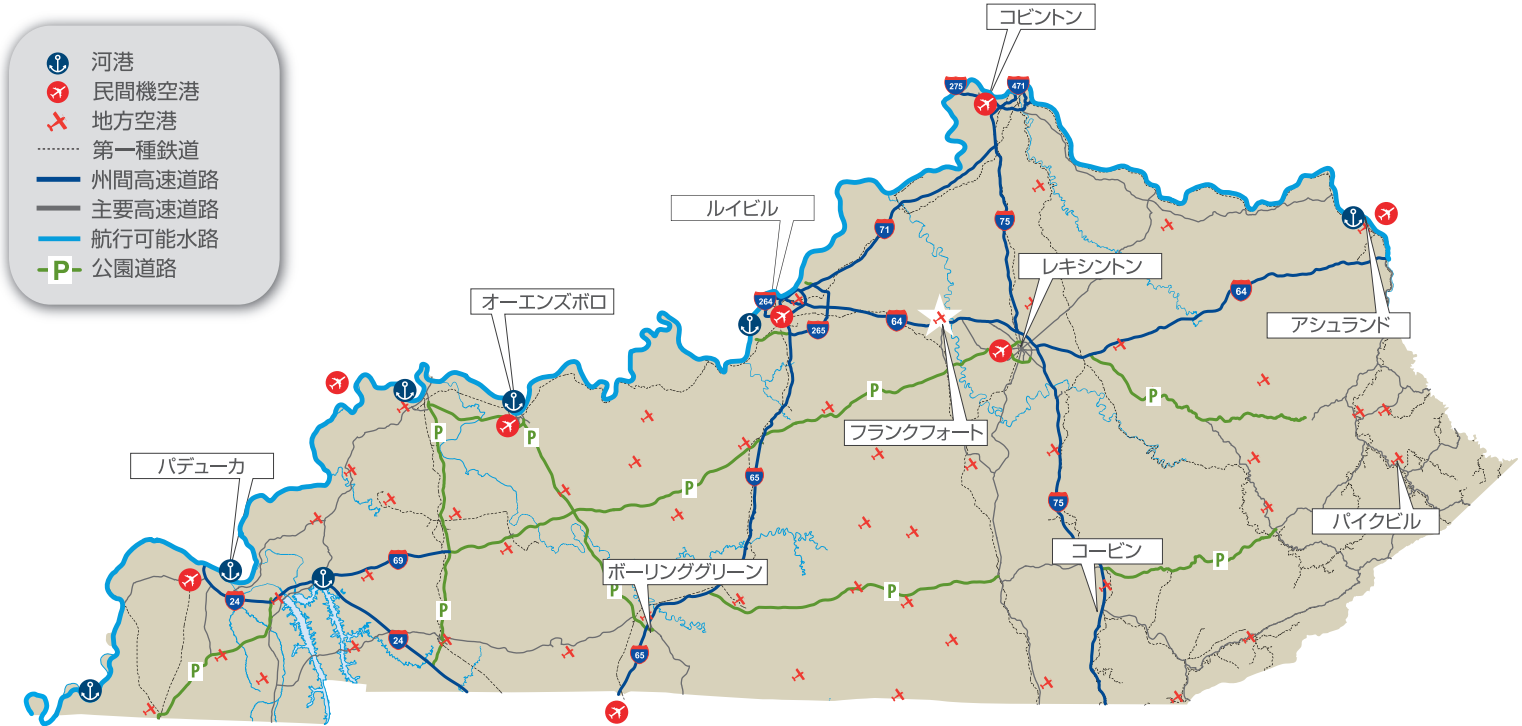 河港
民間機空港
地方空港
第一種鉄道
州間高速道路
主要高速道路
航行可能水路
P 公園道路
コビントン
275
471
ルイビル
71
75
レキシントン
オーエンズボロ
264
265
64
64
アシュランド
P
P
P
P
フランクフォート
パデューカ
65
P
75
パイクビル
コービン
69
ボーリンググリーン
P
24
P
P
P
24
65
P